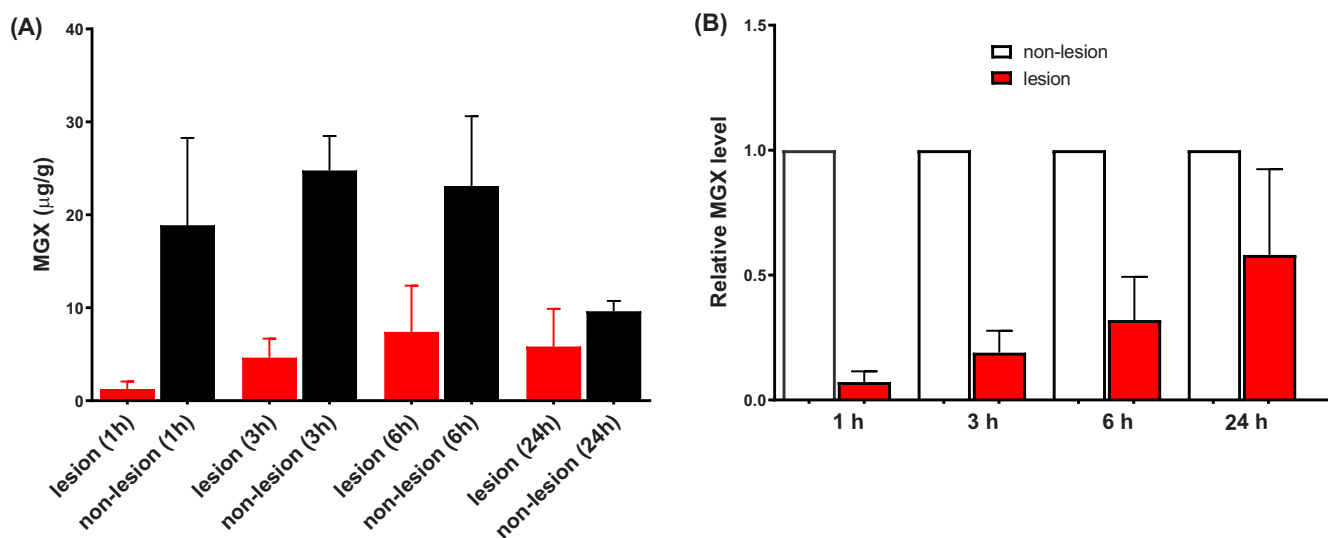 (A)
MGX (μg/g)
40
30
20
10
0
lesion (1h)
non-lesion (1h)
lesion (3h)
non-lesion (3h)
lesion (6h)
non-lesion (6h)
lesion (24h)
non-lesion (24h)
(B)
Relative MGX level
1.5
1.0
0.5
0.0
non-lesion
lesion
1 h
3 h
6 h
24 h